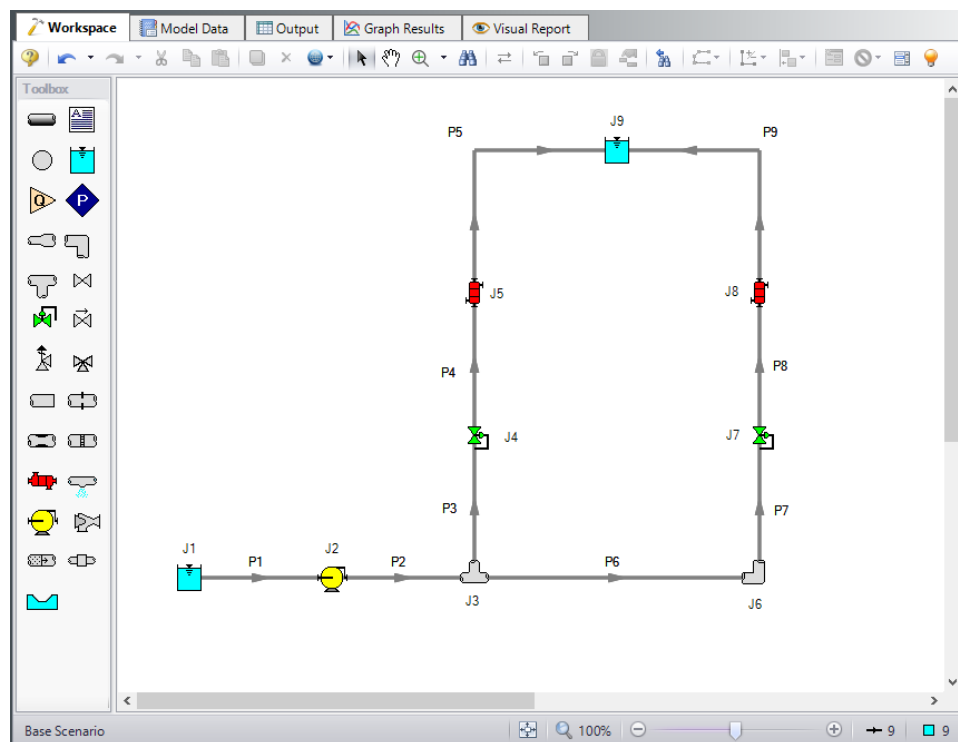 Workspace
Model Data
Output
Graph Results
Visual Report
Toolbox
A
Q
P
J9
P5
P9
J5
J8
P4
P8
J4
J7
P3
P7
J1
P1
J2
P2
P6
J3
J6
Base Scenario
100%
9
9